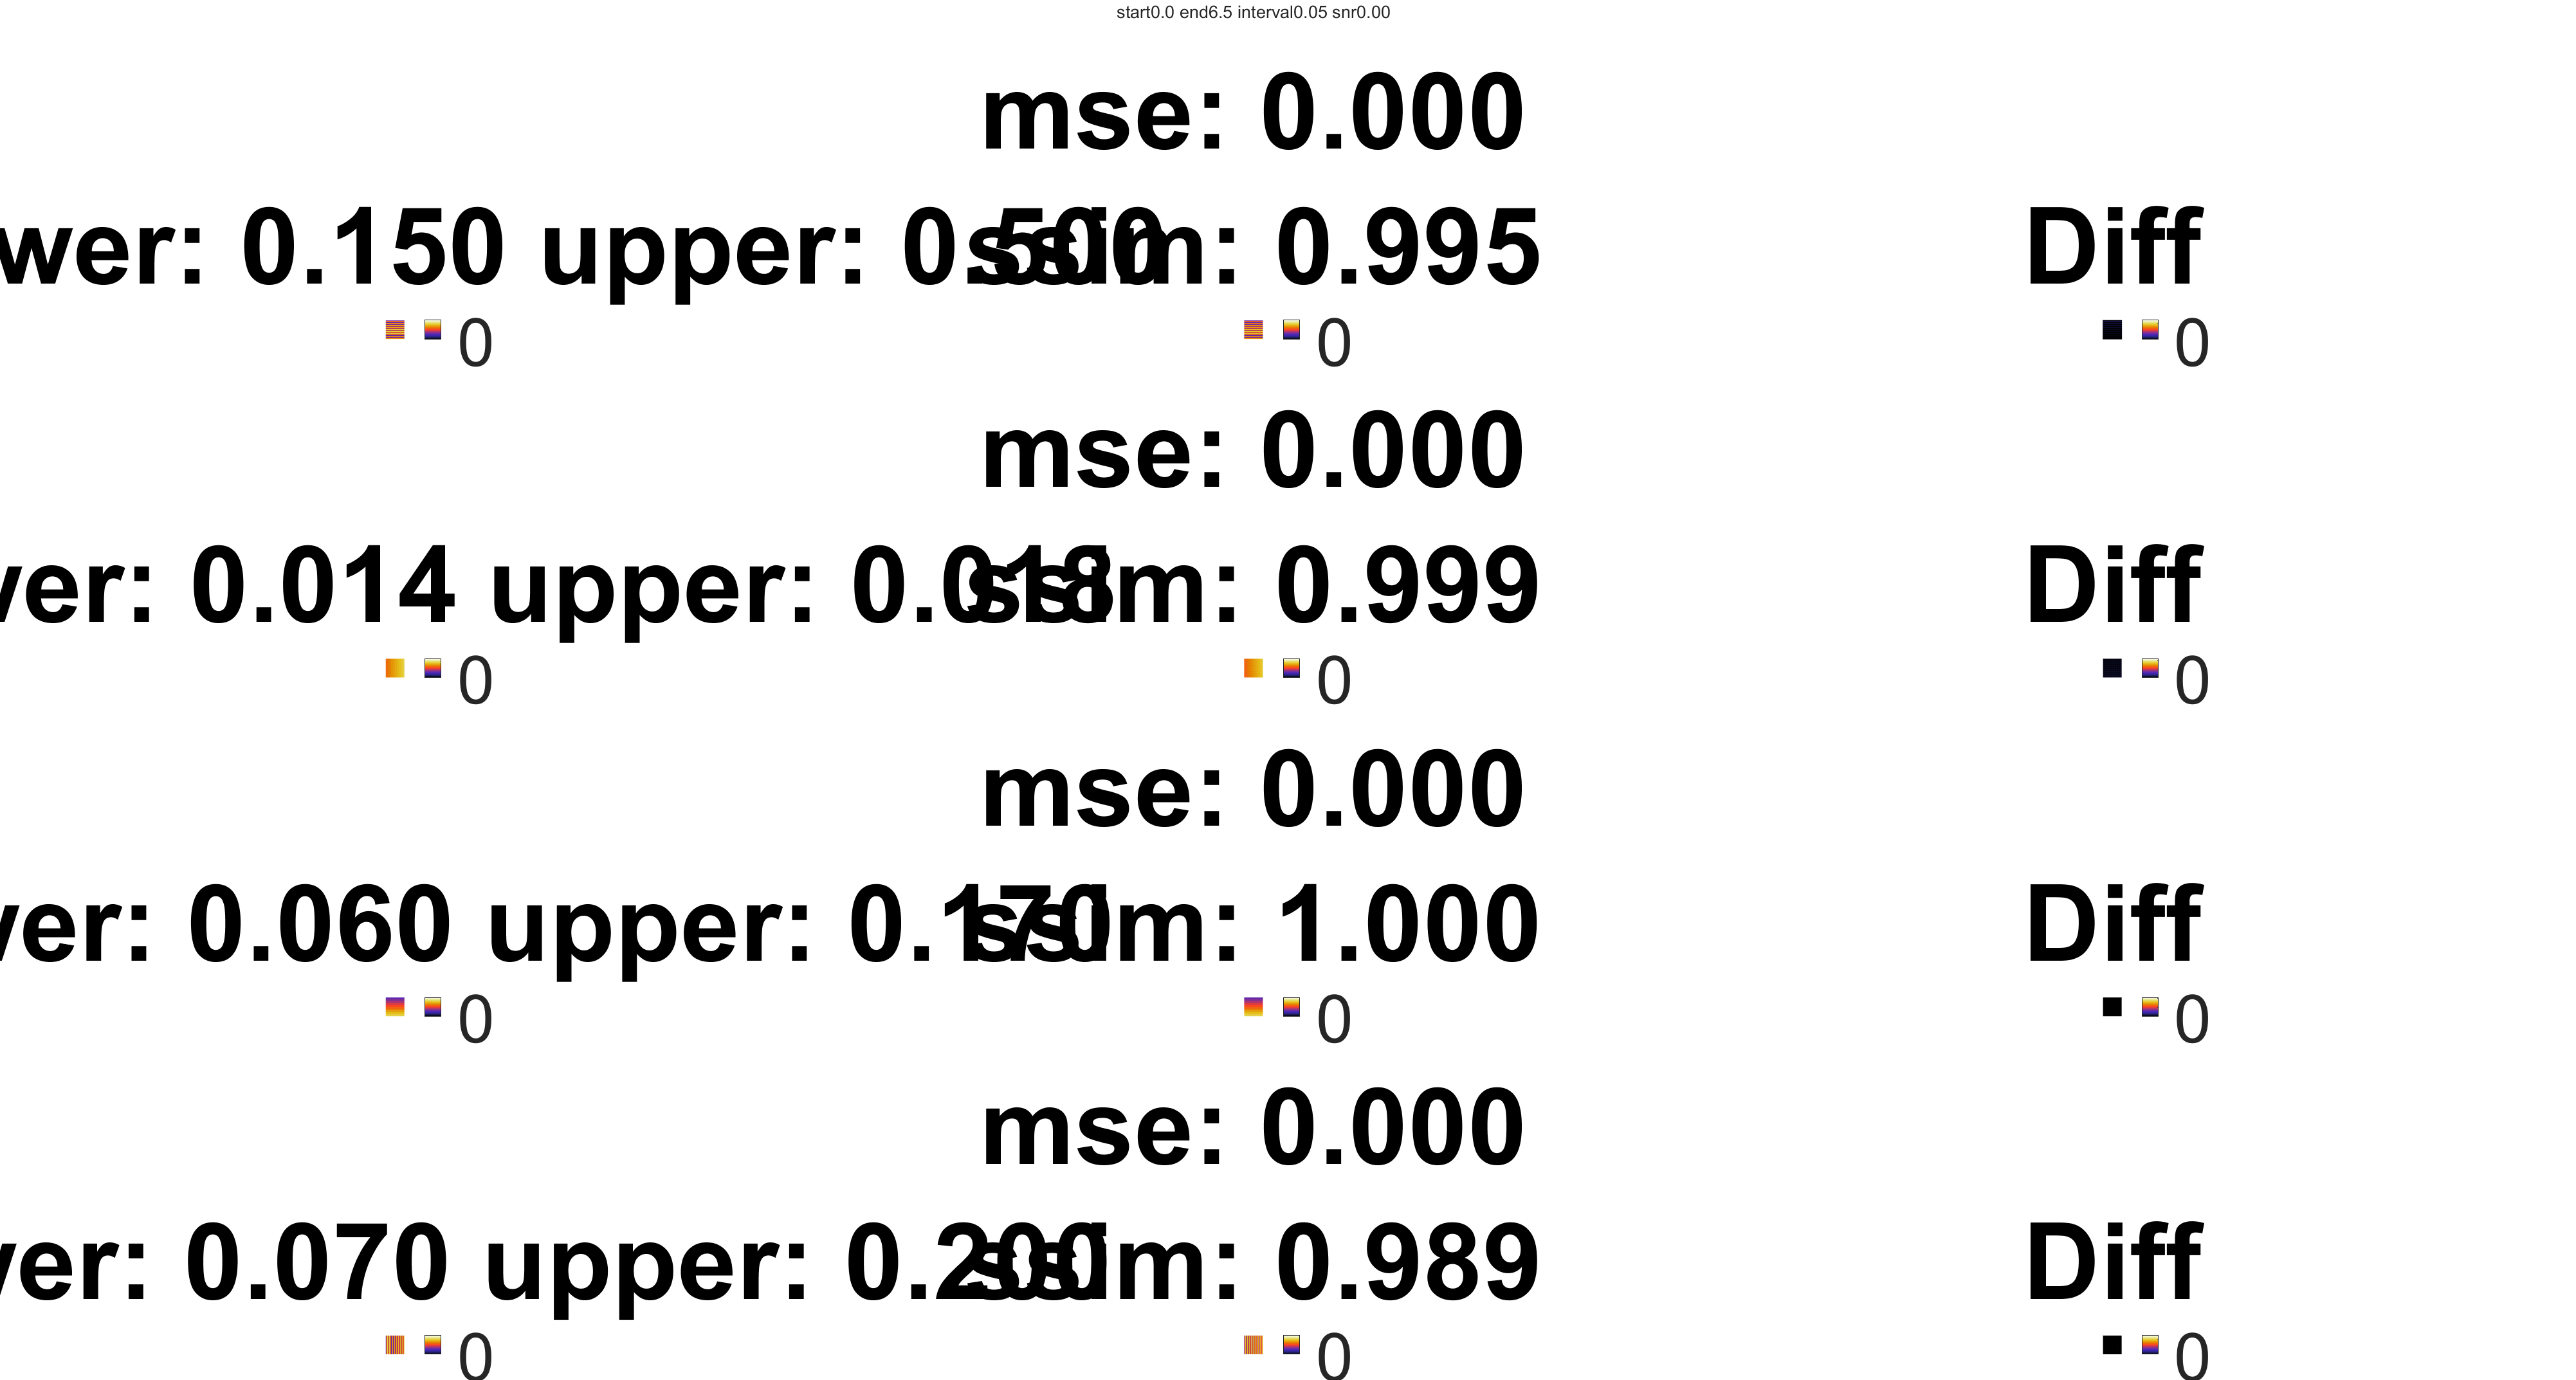 start0.0 end6.5 interval0.05 snr0.00
mse: 0.000
wer: 0.150 upper: 0.500
ssim: 0.995
Diff
0
0
0
mse: 0.000
ver: 0.014 upper: 0.018
ssim: 0.999
Diff
0
0
0
mse: 0.000
ver: 0.060 upper: 0.170
ssim: 1.000
Diff
0
0
0
mse: 0.000
ver: 0.070 upper: 0.200
ssim: 0.989
Diff
0
0
0